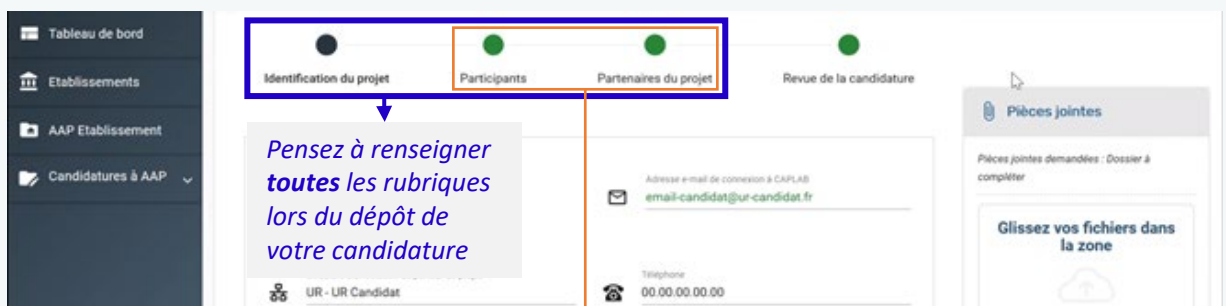 Tableau de bord
Etablissements
AAP Etablissement
Candidatures à AAP
Identification du projet
Participants
Partenaires du projet
Revue de la candidature
Pensez à renseigner
toutes les rubriques
lors du dépôt de
votre candidature
Adresse e-mail de connexion à CAPLAB
email-candidat@ur-candidat.fr
UR - UR Candidat
Téléphone
00.00.00.00.00
Pièces jointes
Pièces jointes demandées : Dossier à
compléter
Glissez vos fichiers dans
la zone